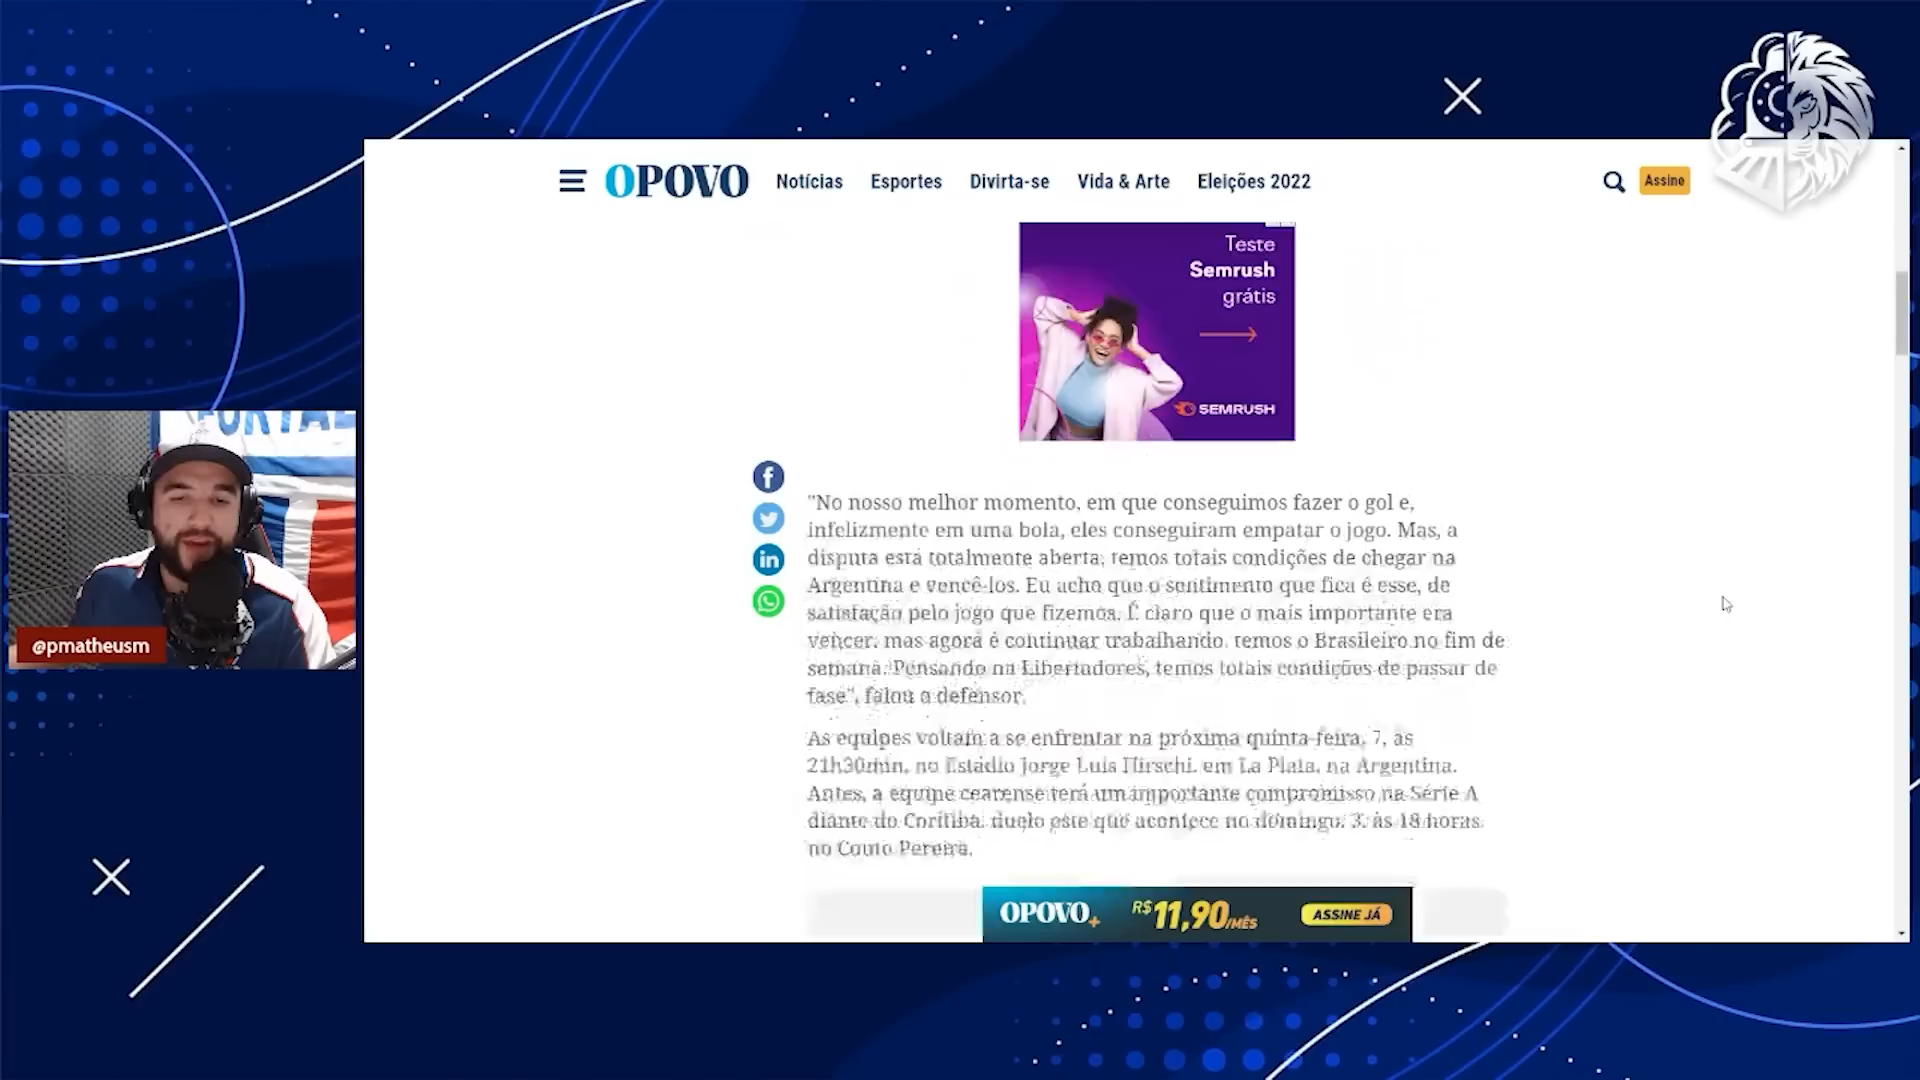 OPOVO
Notícias
Esportes
Divirta-se
Vida & Arte
Eleições 2022
Assine
Teste
Semrush
grátis
SEMRUSH
"No nosso melhor momento, em que conseguimos fazer o gol e,
infelizmente em uma bola, eles conseguiram empatar o jogo. Mas, a
disputa está totalmente aberta, temos totais condições de chegar na
Argentina e vencê-los. Eu acho que o sentimento que fica é esse, de
satisfação pelo jogo que fizemos. É claro que o mais importante era
vencer, mas agora é continuar trabalhando, temos o Brasileiro no fim de
semana. Pensando na Libertadores, temos totais condições de passar de
fase", falou o defensor.
As equipes voltam a se enfrentar na próxima quinta-feira, 7, às
21h30min, no Estádio Jorge Luis Hirschi, em La Plata, na Argentina.
Antes, a equipe cearense terá um importante compromisso na Série A
diante do Coritiba, duelo este que acontece no domingo, 3, às 18 horas,
no Couto Pereira.
@pmatheusm
OPOVO+
R$11,90/MÊS
ASSINE JÁ